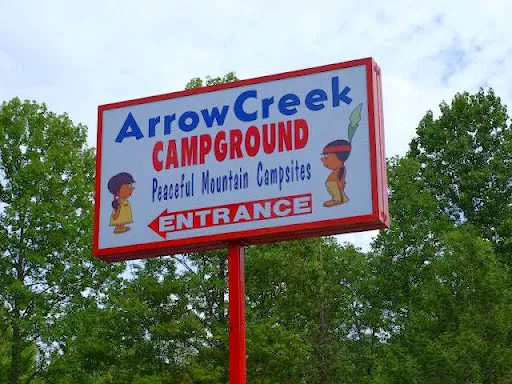 ArrowCreek
CAMPGROUND
Peaceful Mountain Campsites
ENTRANCE